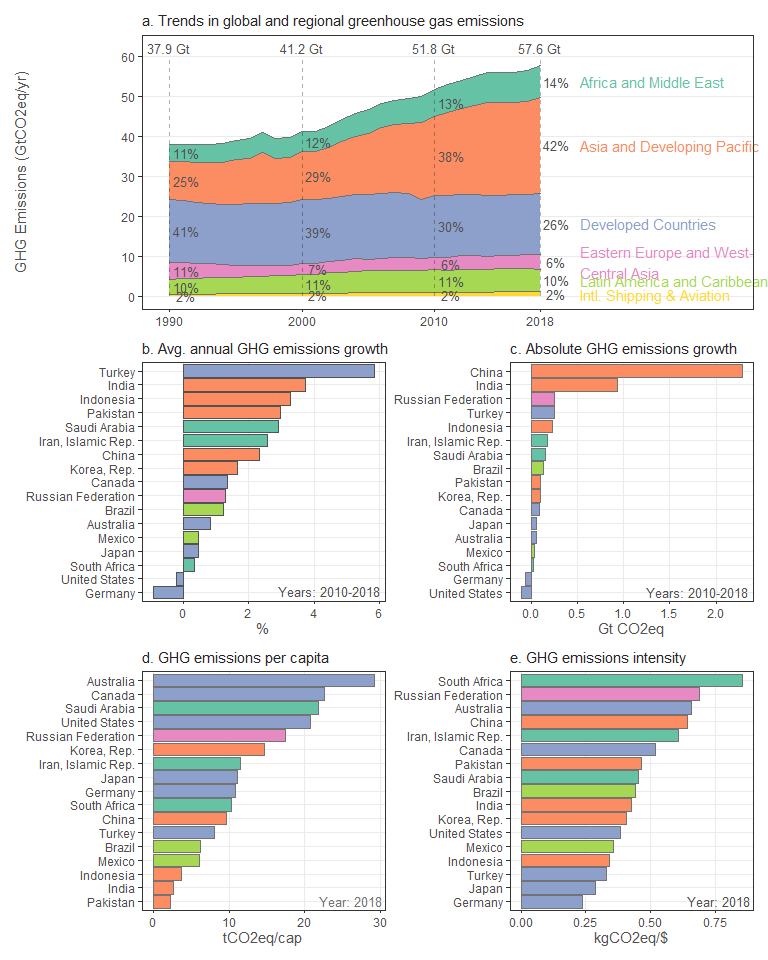 a. Trends in global and regional greenhouse gas emissions
37.9 Gt 41.2 Gt 51.8 Gt 57.6 Gt
GHG Emissions (GtCO2eq/yr)
60
50
40
30
20
10
0
11% 12% 13% 14% Africa and Middle East
25% 29% 38% 42% Asia and Developing Pacific
41% 39% 30% 26% Developed Countries
11% 7% 6% 6% Eastern Europe and West-
Central Asia
10% 11% 11% 10% Latin America and Caribbean
2% 2% 2% 2% Intl. Shipping & Aviation
1990 2000 2010 2018
b. Avg. annual GHG emissions growth
Turkey
India
Indonesia
Pakistan
Saudi Arabia
Iran, Islamic Rep.
China
Korea, Rep.
Canada
Russian Federation
Brazil
Australia
Mexico
Japan
South Africa
United States
Germany
Years: 2010-2018
0 2 4 6
%
c. Absolute GHG emissions growth
China
India
Russian Federation
Turkey
Indonesia
Iran, Islamic Rep.
Saudi Arabia
Brazil
Pakistan
Korea, Rep.
Canada
Japan
Australia
Mexico
South Africa
Germany
United States
Years: 2010-2018
0.0 0.5 1.0 1.5 2.0
Gt CO2eq
d. GHG emissions per capita
Australia
Canada
Saudi Arabia
United States
Russian Federation
Korea, Rep.
Iran, Islamic Rep.
Japan
Germany
South Africa
China
Turkey
Brazil
Mexico
Indonesia
India
Pakistan
Year: 2018
0 10 20 30
tCO2eq/cap
e. GHG emissions intensity
South Africa
Russian Federation
Australia
China
Iran, Islamic Rep.
Canada
Pakistan
Saudi Arabia
Brazil
India
Korea, Rep.
United States
Mexico
Indonesia
Turkey
Japan
Germany
Year: 2018
0.00 0.25 0.50 0.75
kgCO2eq/$